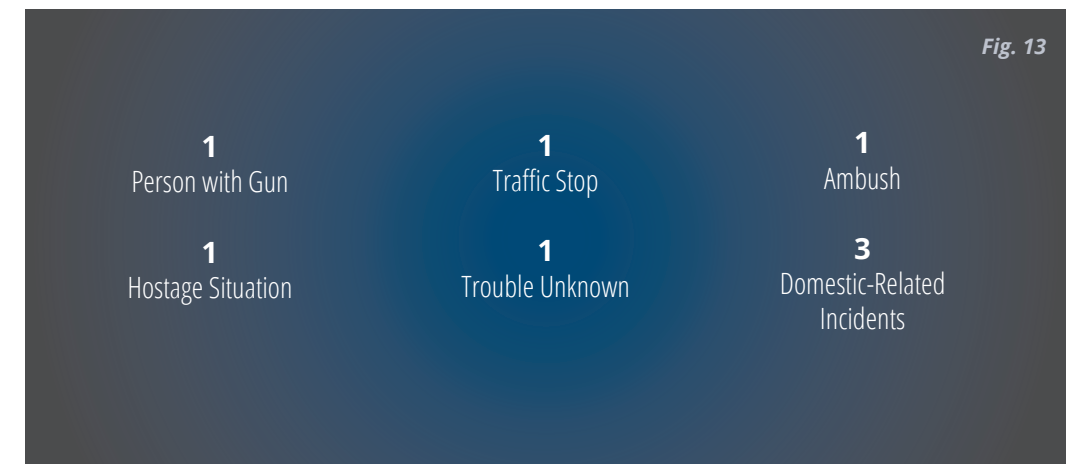 Fig. 13
1
Person with Gun
1
Traffic Stop
1
Ambush
1
Hostage Situation
1
Trouble Unknown
3
Domestic-Related
Incidents